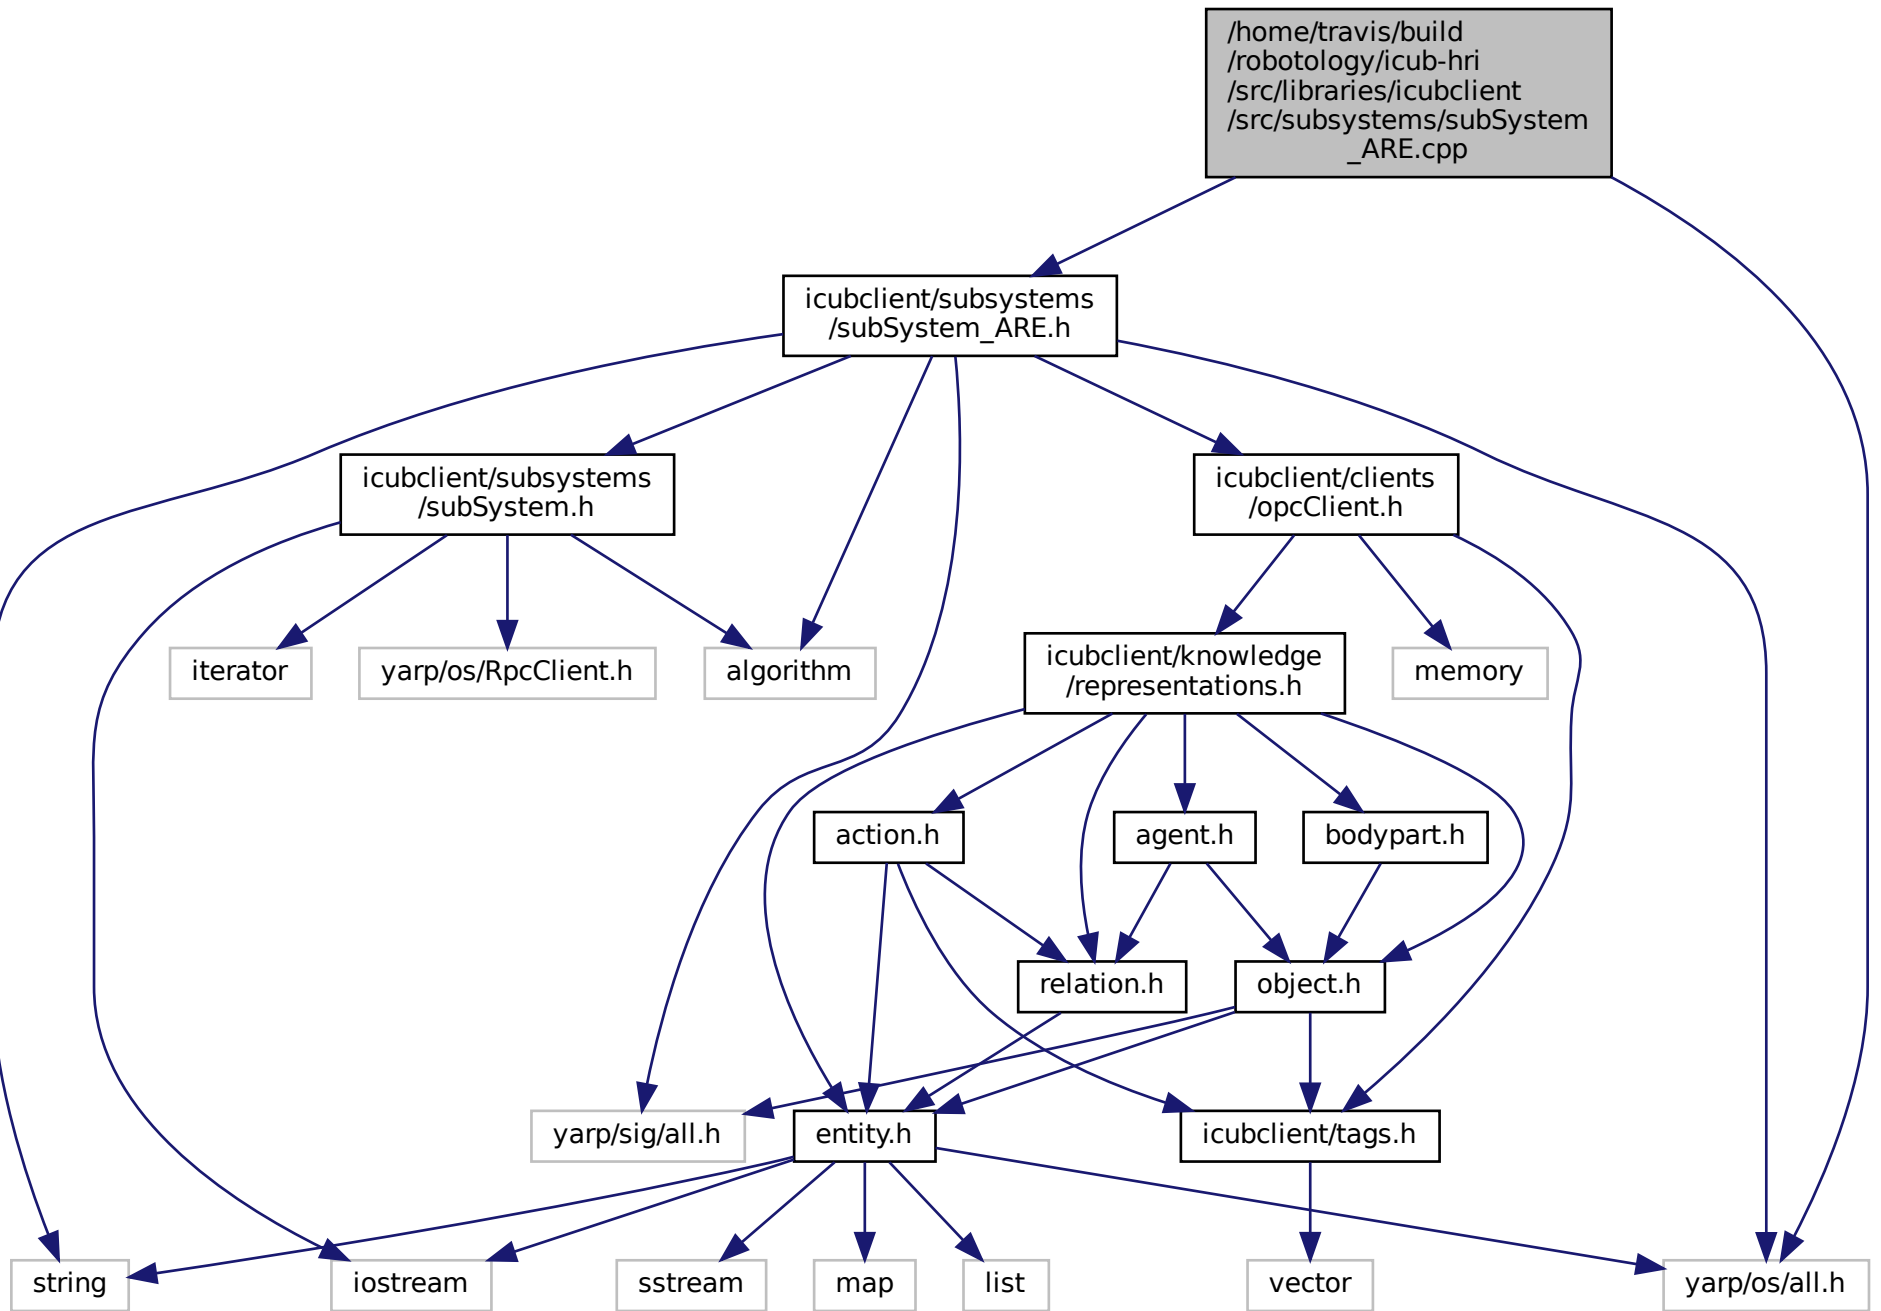 /home/travis/build
/robotology/icub-hri
/src/libraries/icubclient
/src/subsystems/subSystem
_ARE.cpp
icubclient/subsystems
/subSystem_ARE.h
icubclient/subsystems
/subSystem.h
icubclient/clients
/opcClient.h
iterator
yarp/os/RpcClient.h
algorithm
icubclient/knowledge
/representations.h
memory
action.h
agent.h
bodypart.h
relation.h
object.h
yarp/sig/all.h
entity.h
icubclient/tags.h
string
iostream
sstream
map
list
vector
yarp/os/all.h